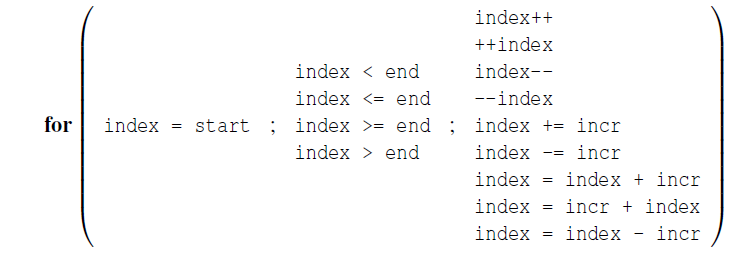 index++
++index
index < end index--
index <= end --index
for ( index = start ; index >= end ; index += incr )
index > end index -= incr
index = index + incr
index = incr + index
index = index - incr